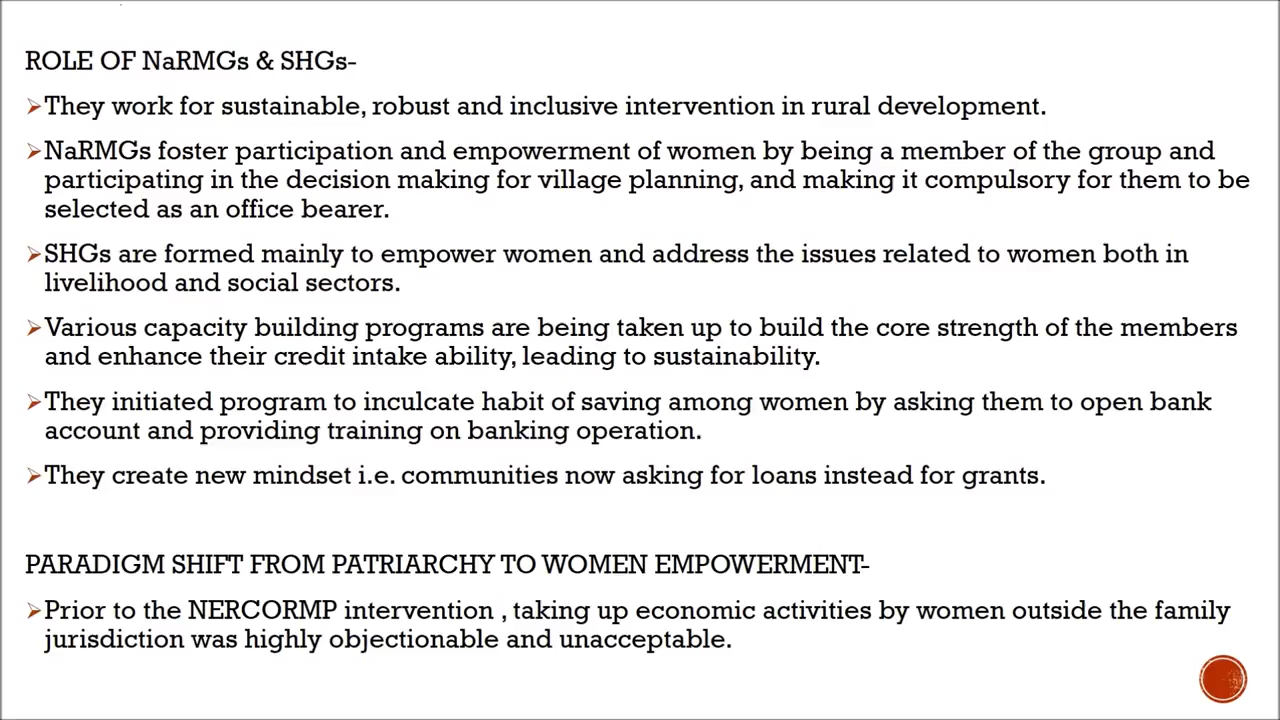 ROLE OF NaRMGs & SHGs-
➢They work for sustainable, robust and inclusive intervention in rural development.
➢NaRMGs foster participation and empowerment of women by being a member of the group and
participating in the decision making for village planning, and making it compulsory for them to be
selected as an office bearer.
➢SHGs are formed mainly to empower women and address the issues related to women both in
livelihood and social sectors.
➢Various capacity building programs are being taken up to build the core strength of the members
and enhance their credit intake ability, leading to sustainability.
➢They initiated program to inculcate habit of saving among women by asking them to open bank
account and providing training on banking operation.
➢They create new mindset i.e. communities now asking for loans instead for grants.
PARADIGM SHIFT FROM PATRIARCHY TO WOMEN EMPOWERMENT-
➢Prior to the NERCORMP intervention , taking up economic activities by women outside the family
jurisdiction was highly objectionable and unacceptable.